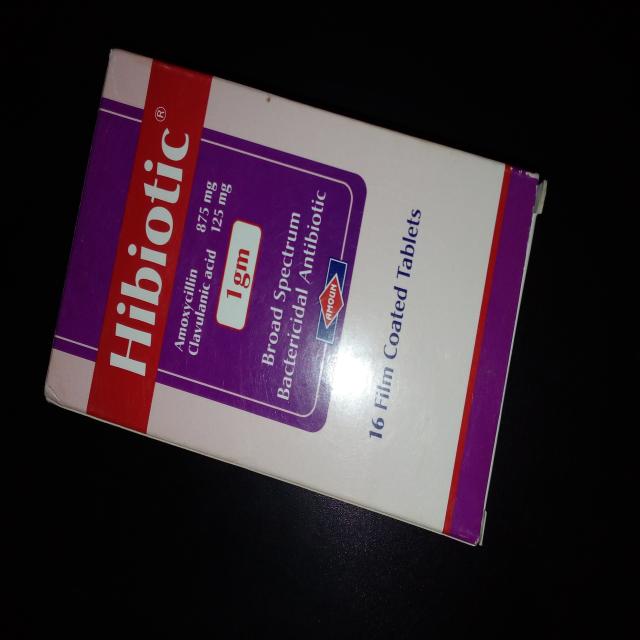 Hibiotic®
Amoxycillin 875 mg
Clavulanic acid 125 mg
1gm
Broad Spectrum
Bactericidal Antibiotic
AMOUN
16 Film Coated Tablets